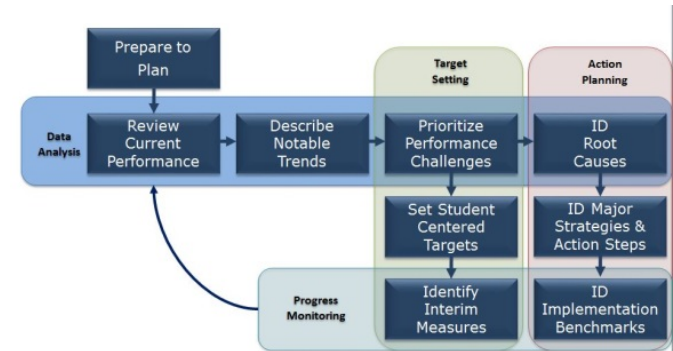 Prepare to
Plan
Target
Setting
Action
Planning
Data
Analysis
Review
Current
Performance
Describe
Notable
Trends
Prioritize
Performance
Challenges
ID
Root
Causes
Set Student
Centered
Targets
ID Major
Strategies &
Action Steps
Progress
Monitoring
Identify
Interim
Measures
ID
Implementation
Benchmarks